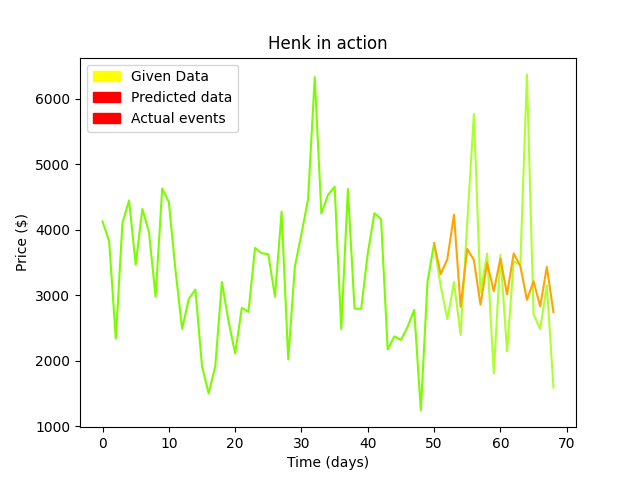 Henk in action
Given Data
Predicted data
Actual events
Price ($)
6000
5000
4000
3000
2000
1000
0 10 20 30 40 50 60 70
Time (days)